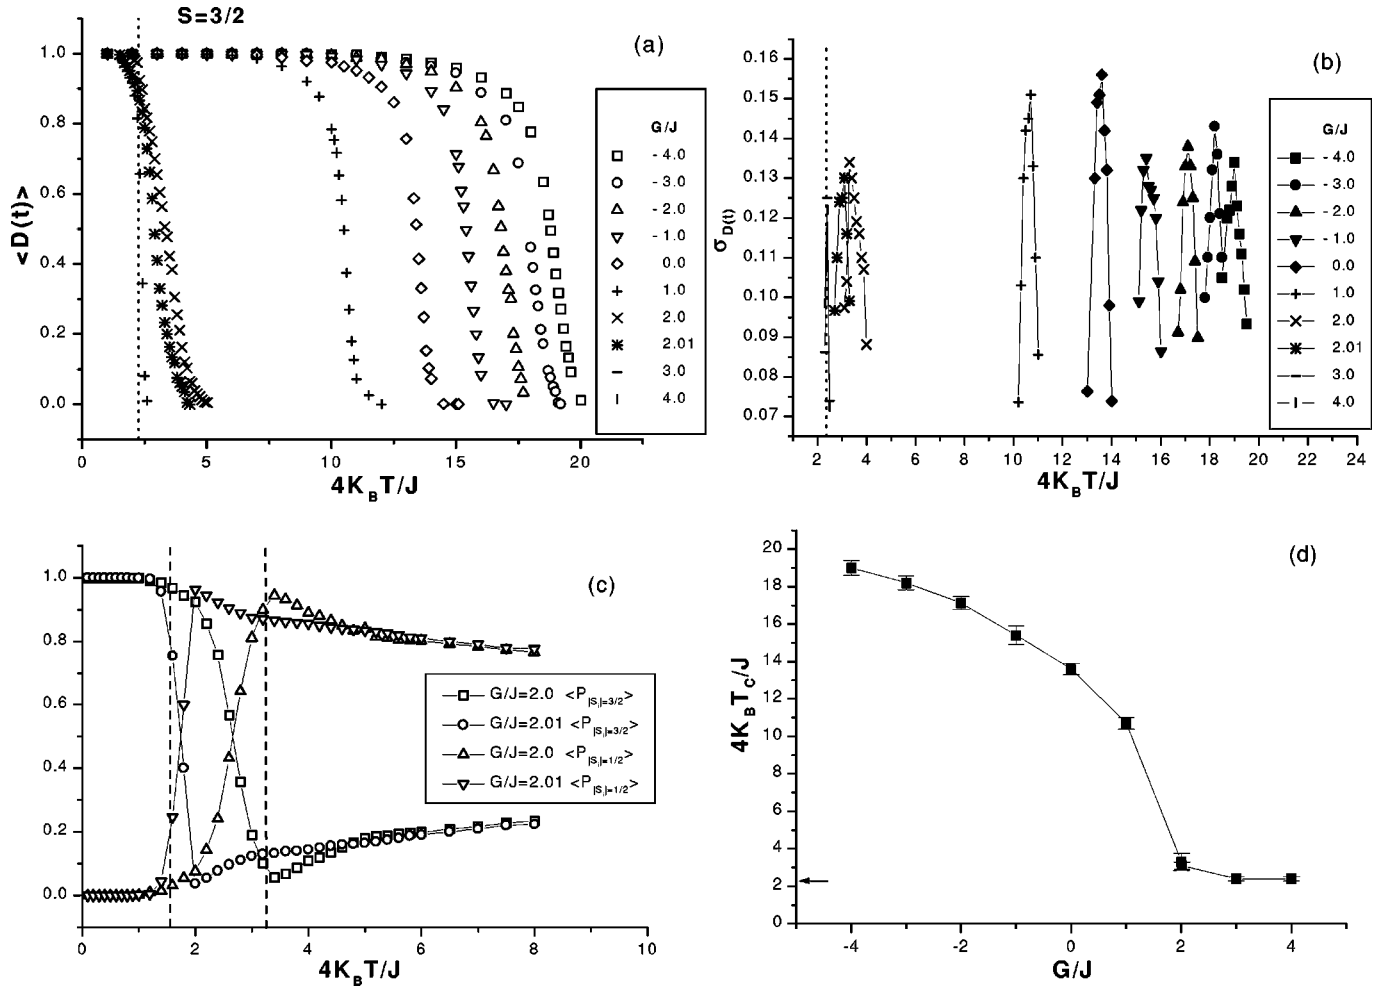 S=3/2
(a)
<D(t)>
1.0
0.8
0.6
0.4
0.2
0.0
0
5
10
15
20
4K_BT/J
G/J
- 4.0
- 3.0
- 2.0
- 1.0
0.0
1.0
2.0
2.01
3.0
4.0
(b)
σ_D(t)
0.16
0.15
0.14
0.13
0.12
0.11
0.10
0.09
0.08
0.07
2 4 6 8 10 12 14 16 18 20 22 24
4K_BT/J
G/J
- 4.0
- 3.0
- 2.0
- 1.0
0.0
1.0
2.0
2.01
3.0
4.0
(c)
1.0
0.8
0.6
0.4
0.2
0.0
0 2 4 6 8 10
4K_BT/J
G/J=2.0 <P_|S_i|=3/2>
G/J=2.01 <P_|S_i|=3/2>
G/J=2.0 <P_|S_i|=1/2>
G/J=2.01 <P_|S_i|=1/2>
(d)
4K_BT_C/J
20
18
16
14
12
10
8
6
4
2
0
-4 -2 0 2 4
G/J